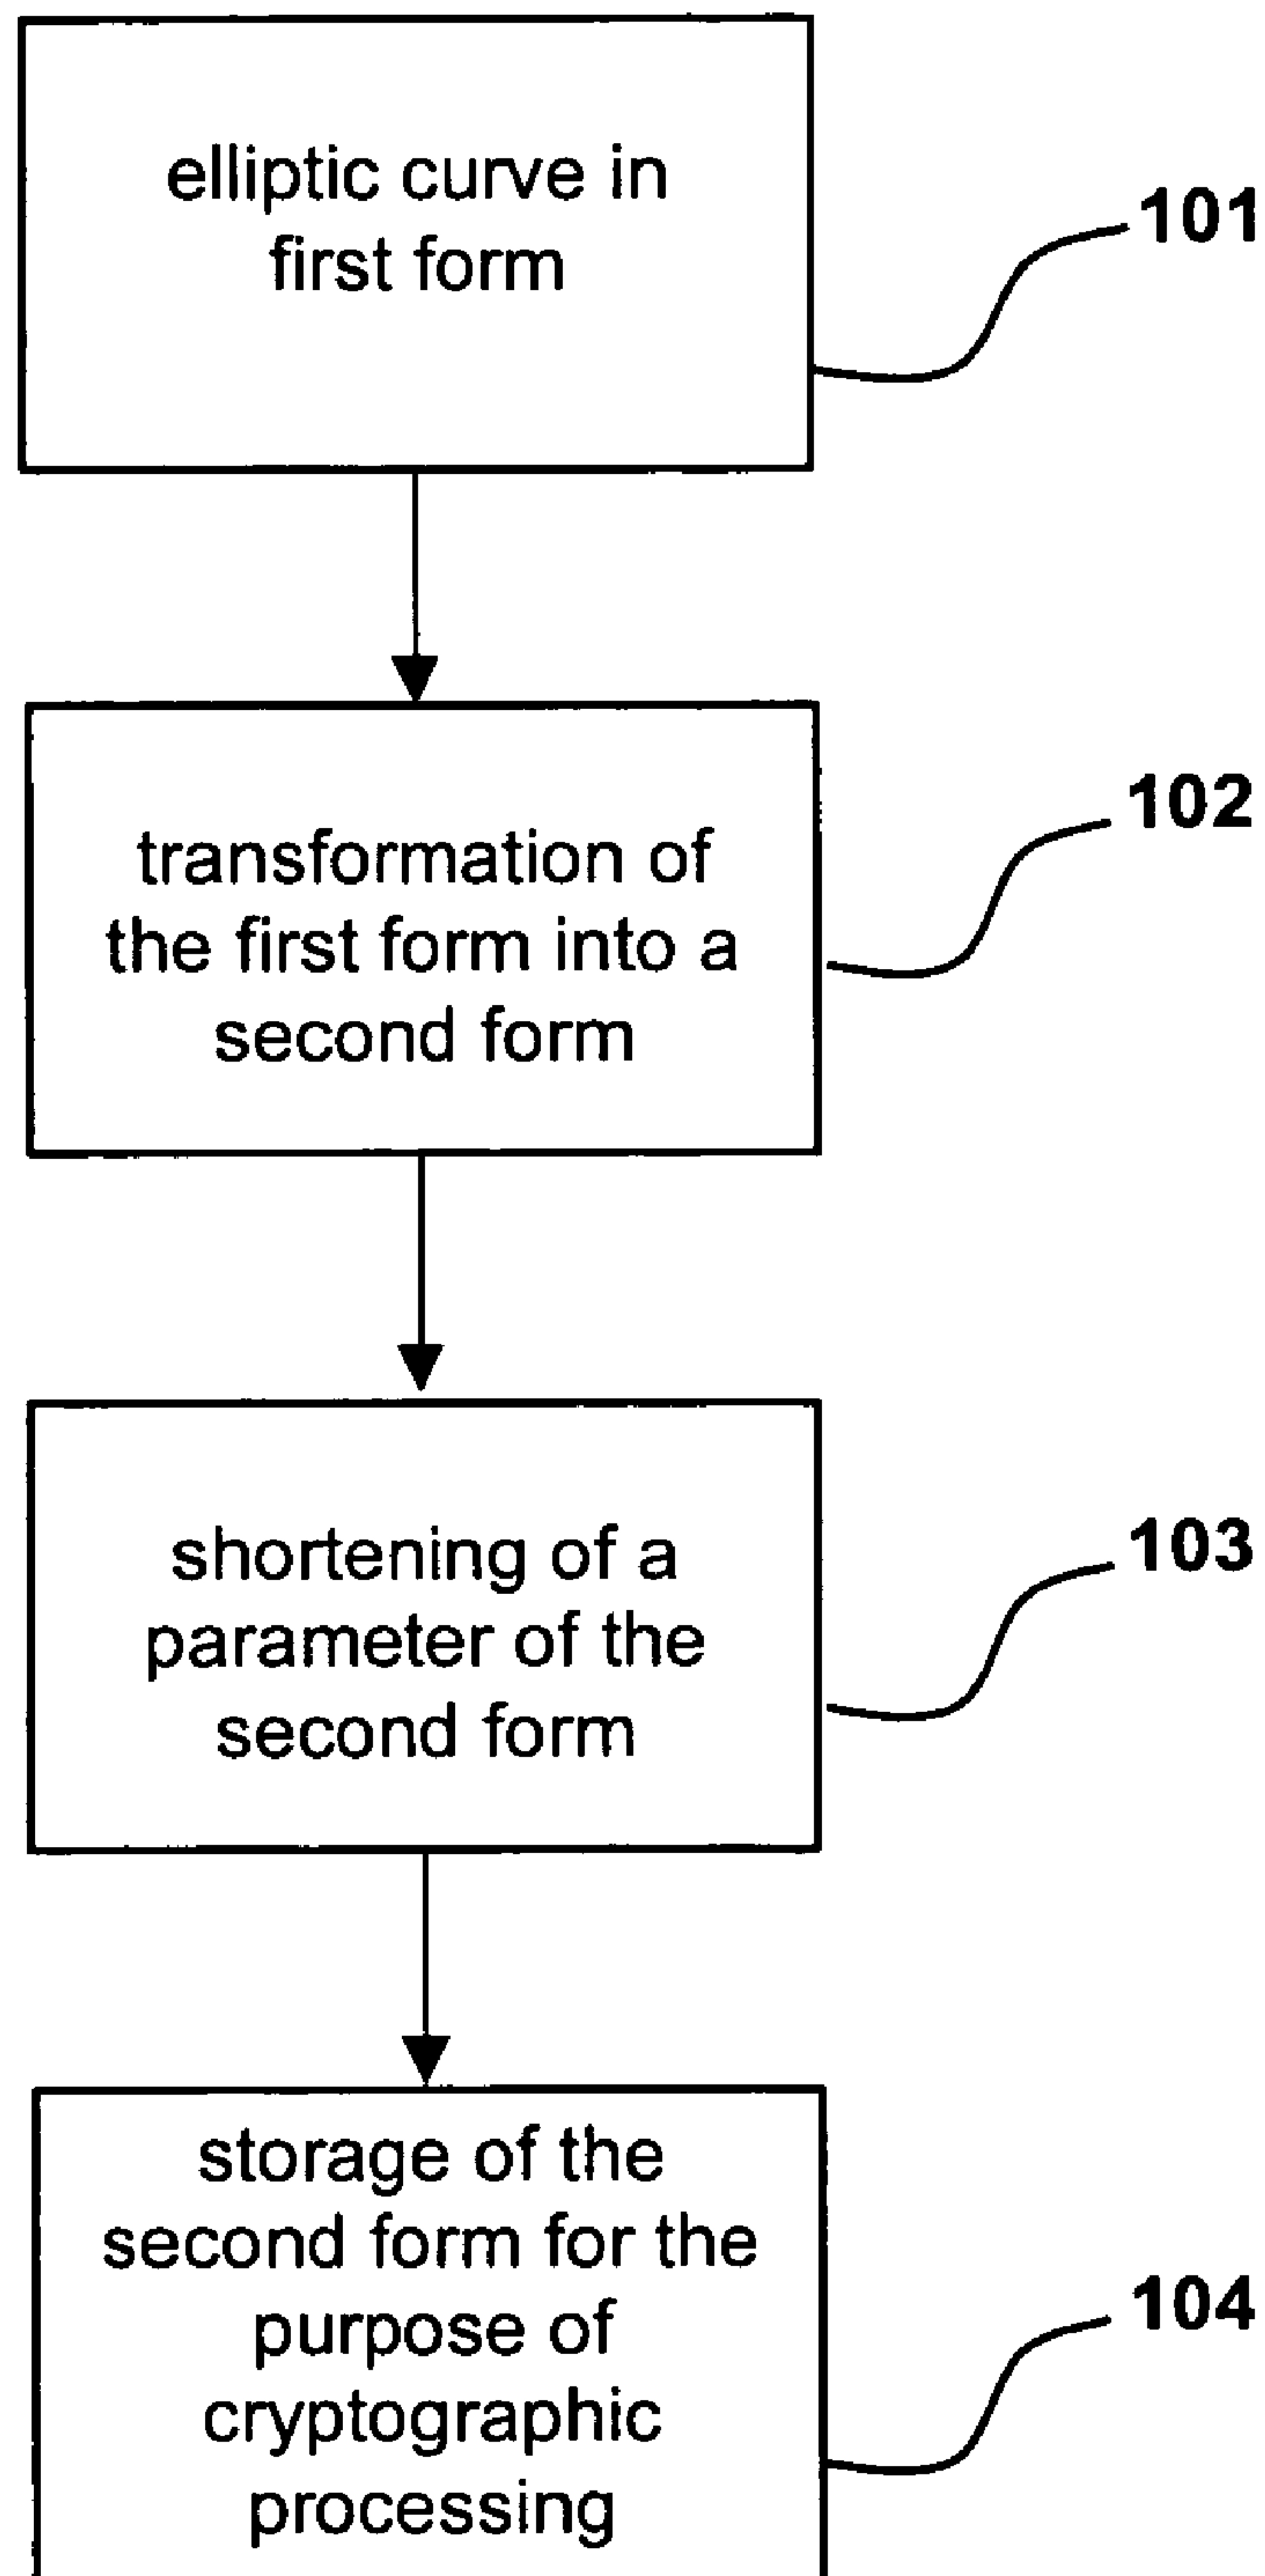 elliptic curve in
first form
101
transformation of
the first form into a
second form
102
shortening of a
parameter of the
second form
103
storage of the
second form for the
purpose of
cryptographic
processing
104